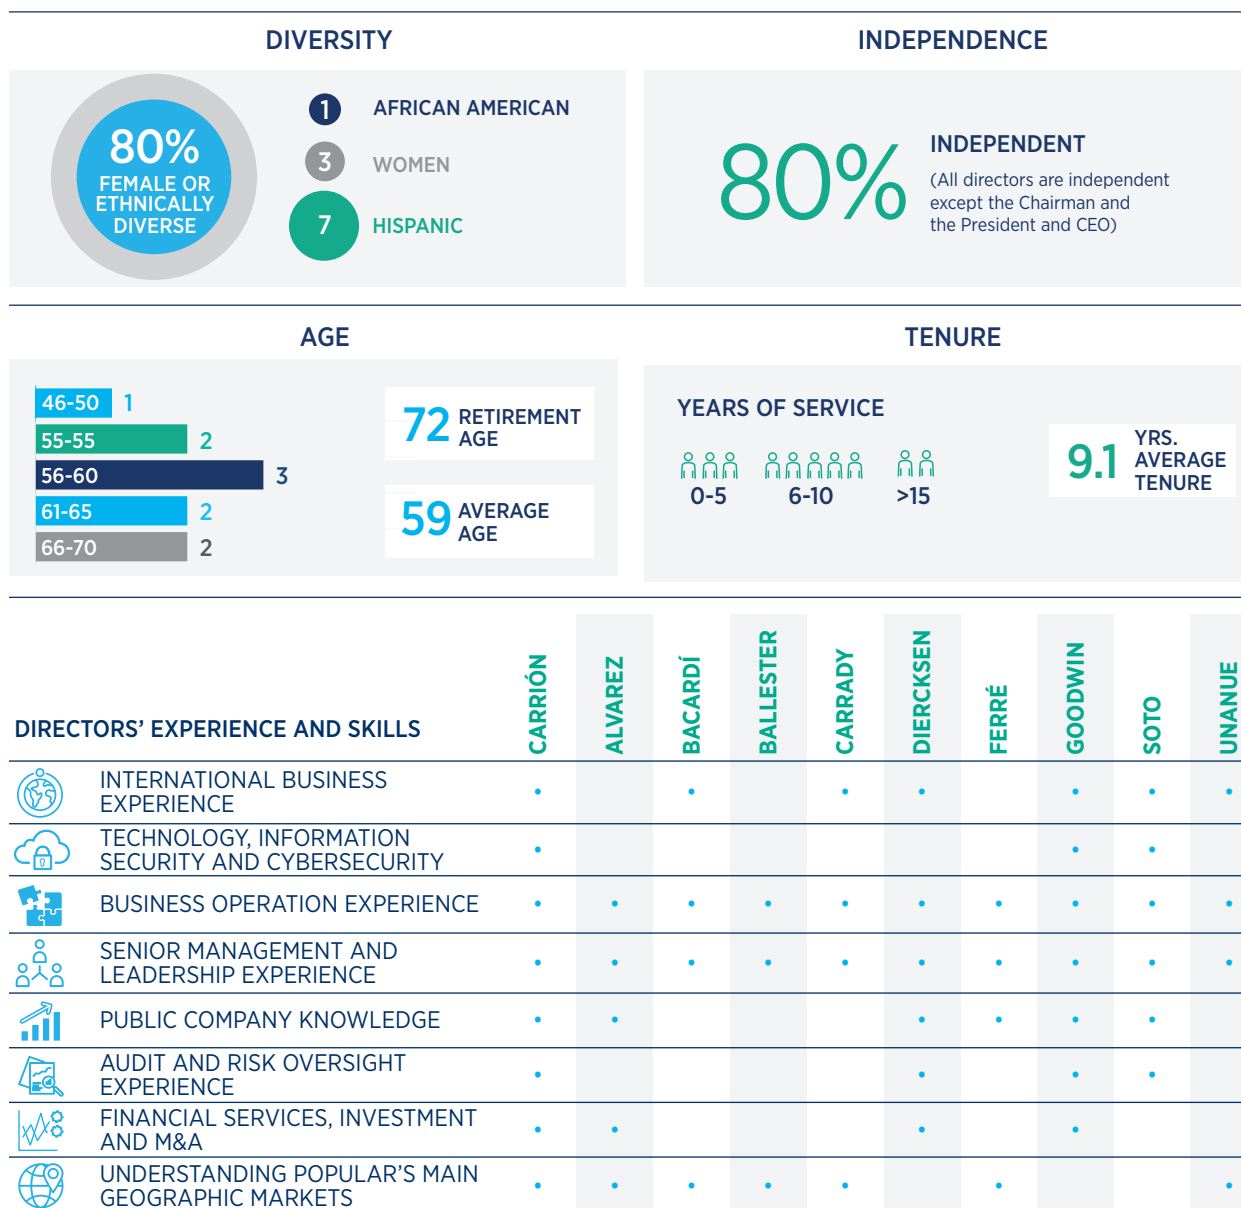 DIVERSITY
80%
FEMALE OR
ETHNICALLY
DIVERSE
1 AFRICAN AMERICAN
3 WOMEN
7 HISPANIC
INDEPENDENCE
80%
INDEPENDENT
(All directors are independent
except the Chairman and
the President and CEO)
AGE
46-50 1
55-55 2
56-60 3
61-65 2
66-70 2
72 RETIREMENT
AGE
59 AVERAGE
AGE
TENURE
YEARS OF SERVICE
0-5 6-10 >15
9.1 YRS.
AVERAGE
TENURE
DIRECTORS’ EXPERIENCE AND SKILLS
CARRIÓN
ALVAREZ
BACARDÍ
BALLESTER
CARRADY
DIERCKSEN
FERRÉ
GOODWIN
SOTO
UNANUE
INTERNATIONAL BUSINESS
EXPERIENCE
TECHNOLOGY, INFORMATION
SECURITY AND CYBERSECURITY
BUSINESS OPERATION EXPERIENCE
SENIOR MANAGEMENT AND
LEADERSHIP EXPERIENCE
PUBLIC COMPANY KNOWLEDGE
AUDIT AND RISK OVERSIGHT
EXPERIENCE
FINANCIAL SERVICES, INVESTMENT
AND M&A
UNDERSTANDING POPULAR’S MAIN
GEOGRAPHIC MARKETS